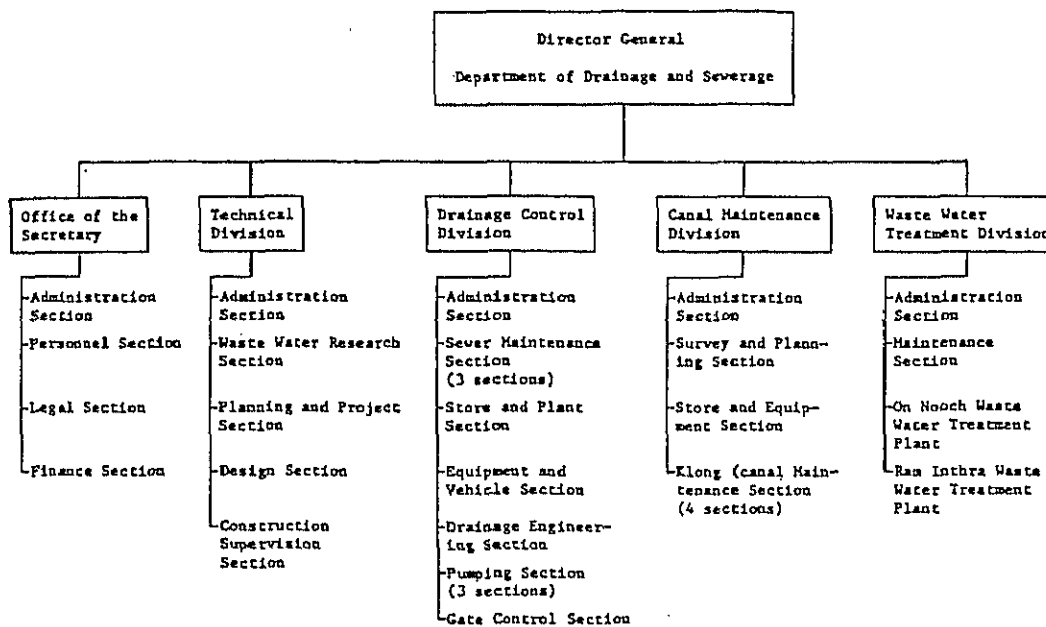 Director General
Department of Drainage and Sewerage
Office of the
Secretary
-Administration
Section
-Personnel Section
-Legal Section
-Finance Section
Technical
Division
-Administration
Section
-Waste Water Research
Section
-Planning and Project
Section
-Design Section
-Construction
Supervision
Section
Drainage Control
Division
-Administration
Section
-Sewer Maintenance
Section
(3 sections)
-Store and Plant
Section
-Equipment and
Vehicle Section
-Drainage Engineer-
ing Section
-Pumping Section
(3 sections)
-Gate Control Section
Canal Maintenance
Division
-Administration
Section
-Survey and Plann-
ing Section
-Store and Equip-
ment Section
-Klong (canal Main-
tenance Section
(4 sections)
Waste Water
Treatment Division
-Administration
Section
-Maintenance
Section
-On Nooch Waste
Water Treatment
Plant
-Ram Inthra Waste
Water Treatment
Plant